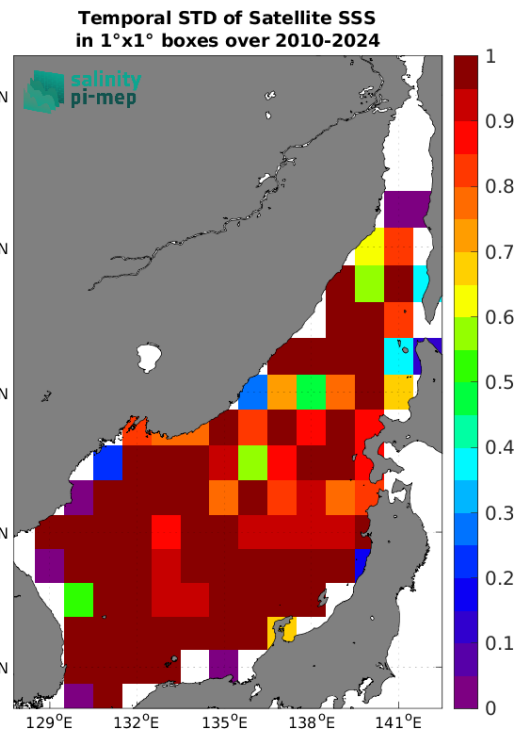 Temporal STD of Satellite SSS
in 1°x1° boxes over 2010-2024
salinity
pi-mep
N
N
N
N
N
1
0.9
0.8
0.7
0.6
0.5
0.4
0.3
0.2
0.1
0
129°E 132°E 135°E 138°E 141°E